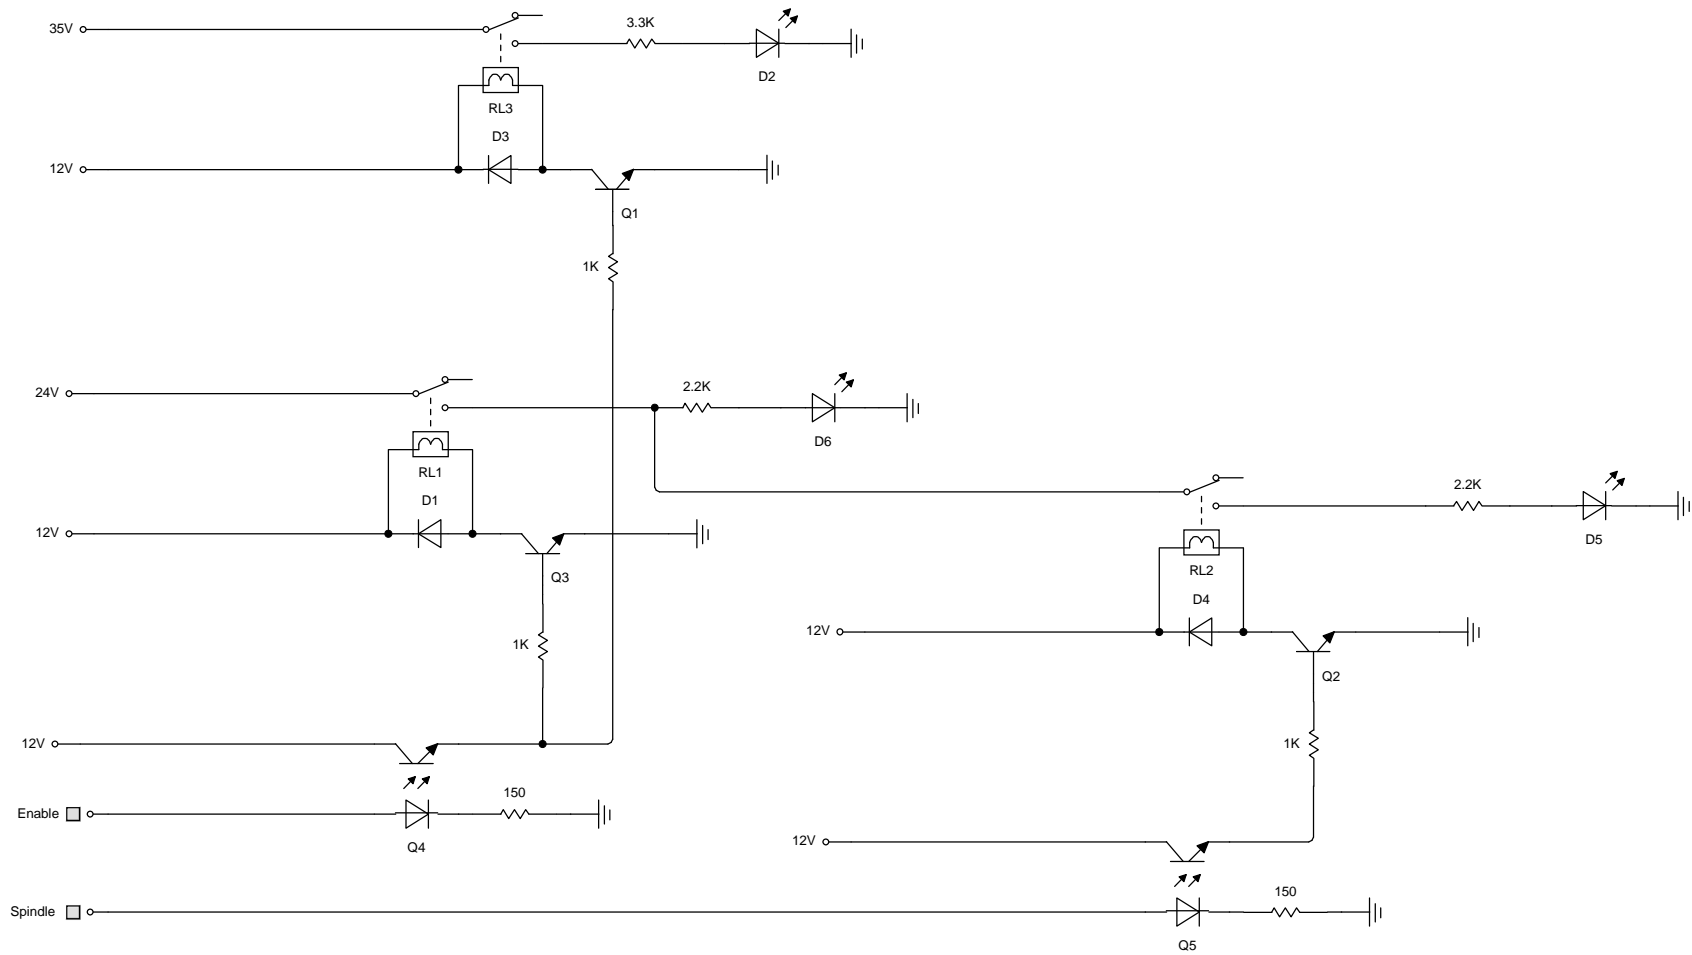 35V
3.3K
D2
RL3
D3
12V
Q1
1K
24V
2.2K
D6
RL1
D1
2.2K
D5
12V
Q3
RL2
D4
12V
1K
Q2
12V
1K
150
Enable
Q4
12V
150
Spindle
Q5